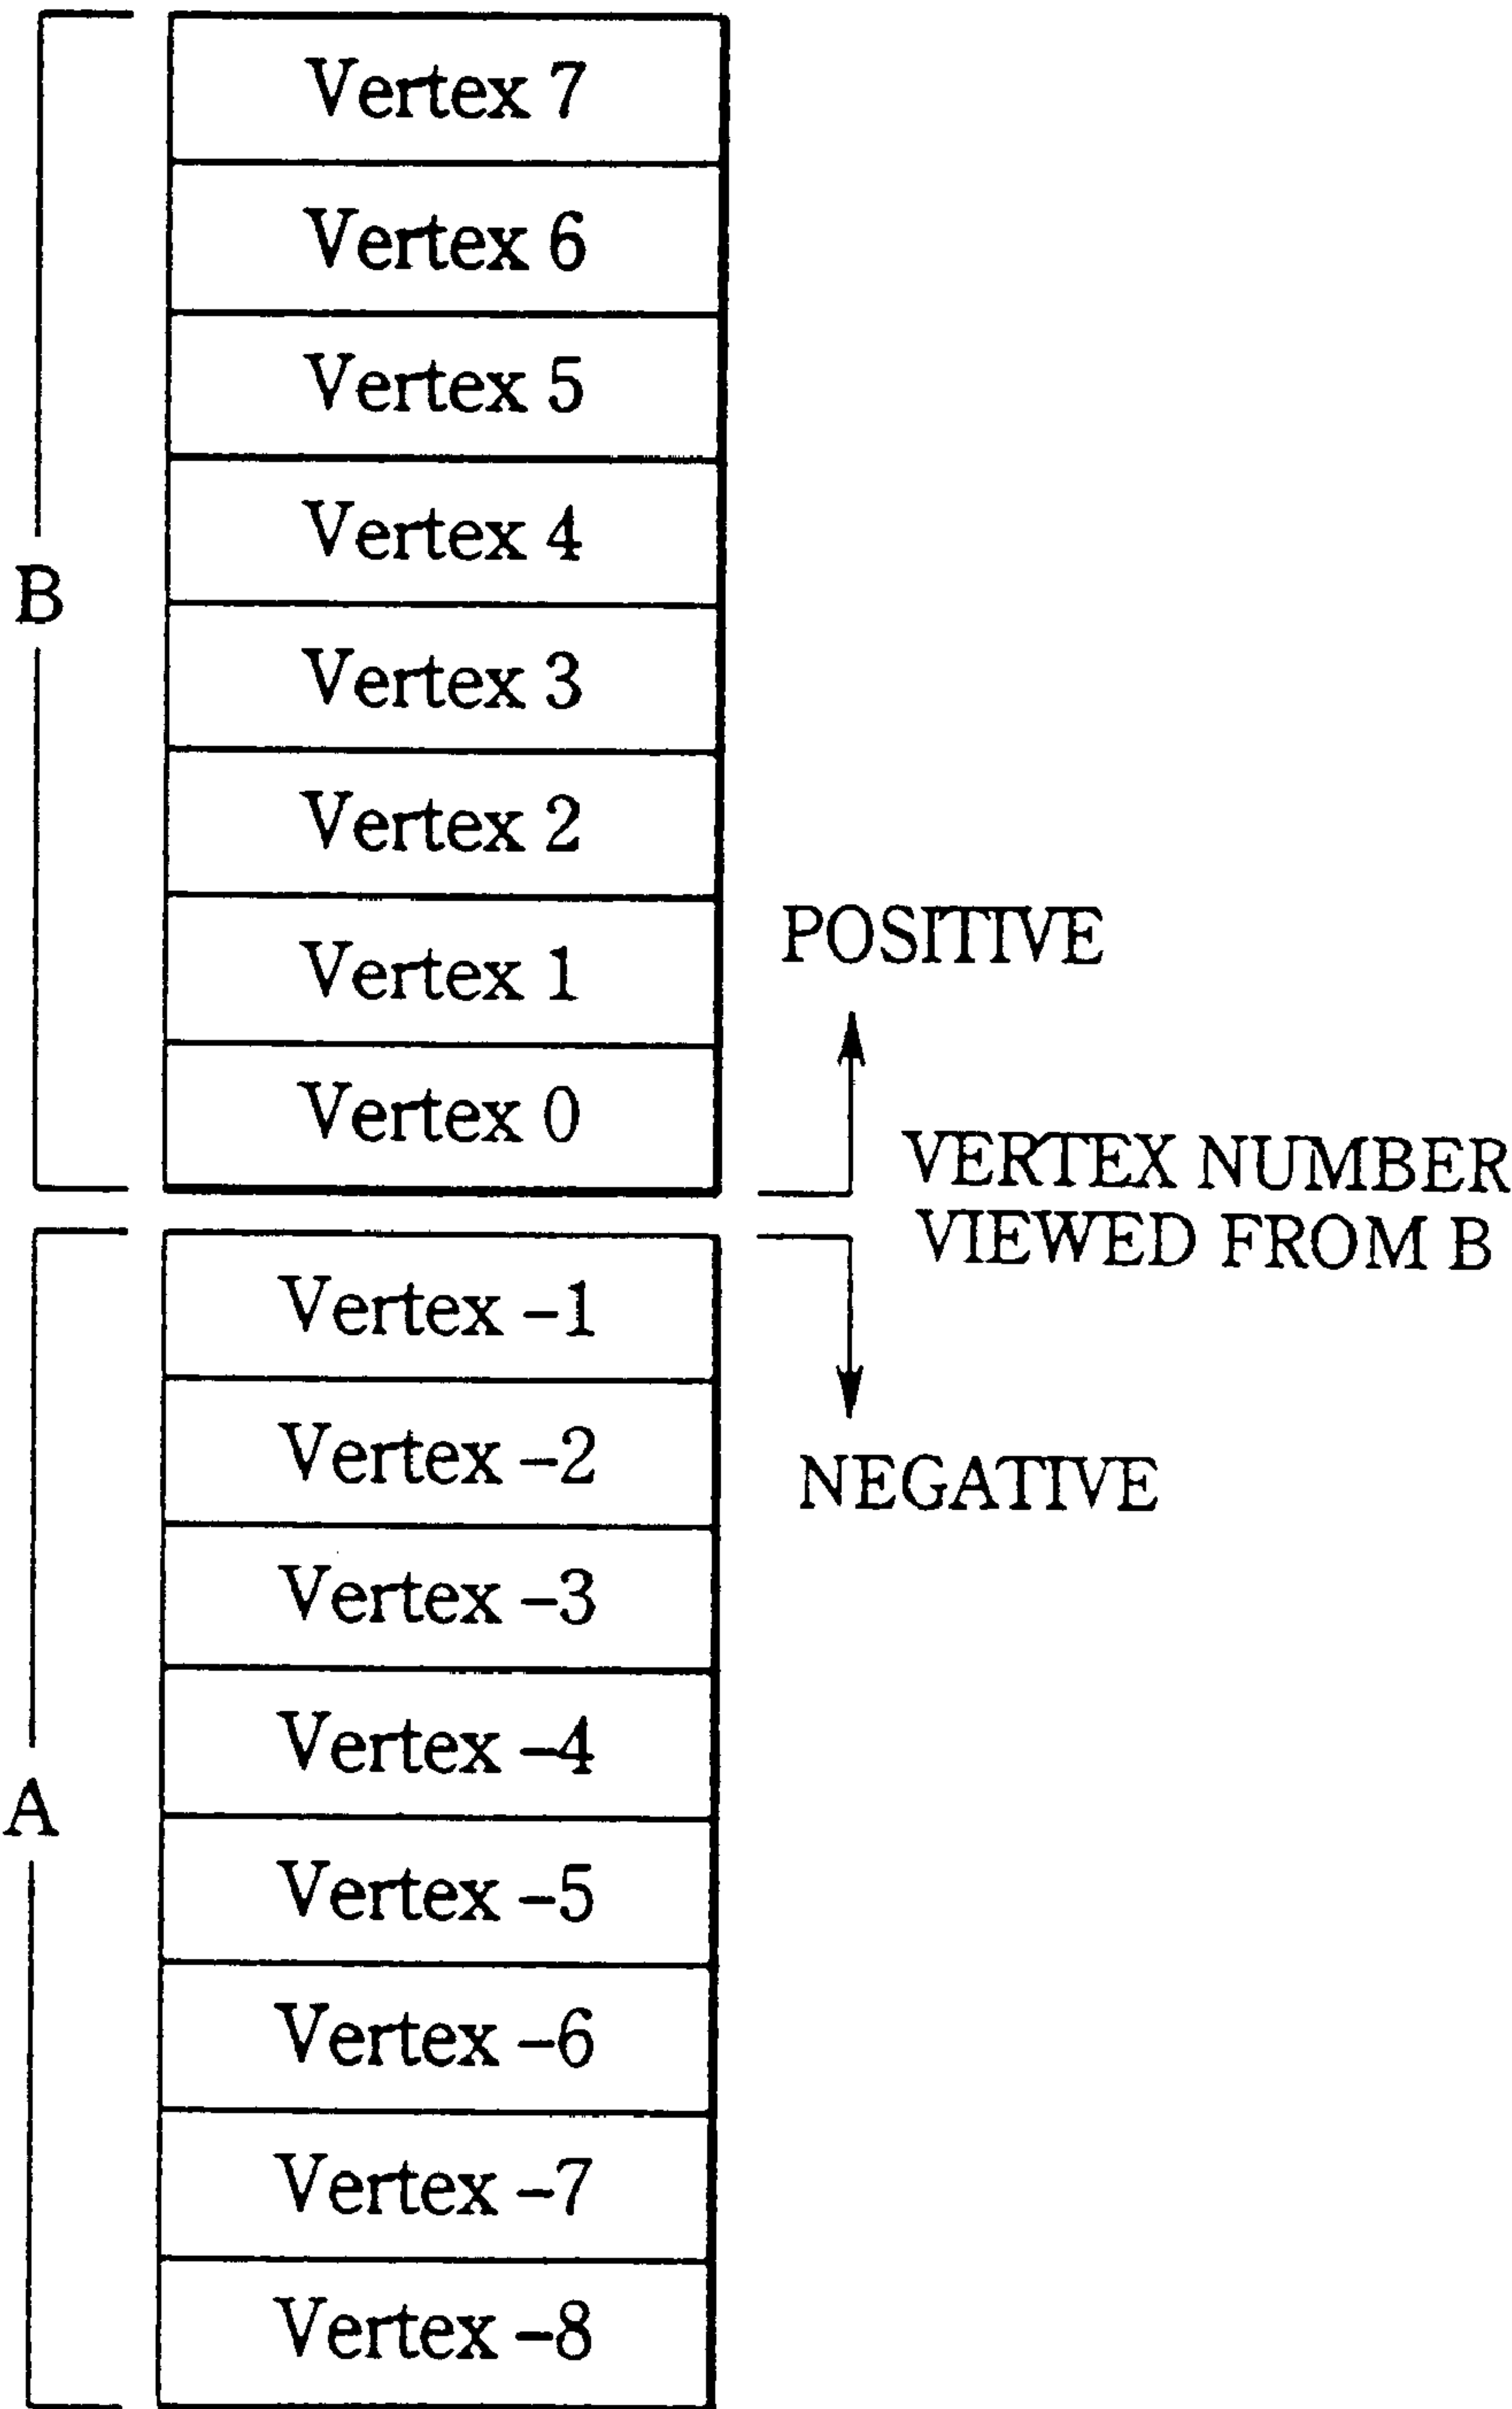 Vertex 7
Vertex 6
Vertex 5
Vertex 4
B
Vertex 3
Vertex 2
Vertex 1
POSITIVE
Vertex 0
VERTEX NUMBER
VIEWED FROM B
Vertex –1
Vertex –2
NEGATIVE
Vertex –3
Vertex –4
A
Vertex –5
Vertex –6
Vertex –7
Vertex –8